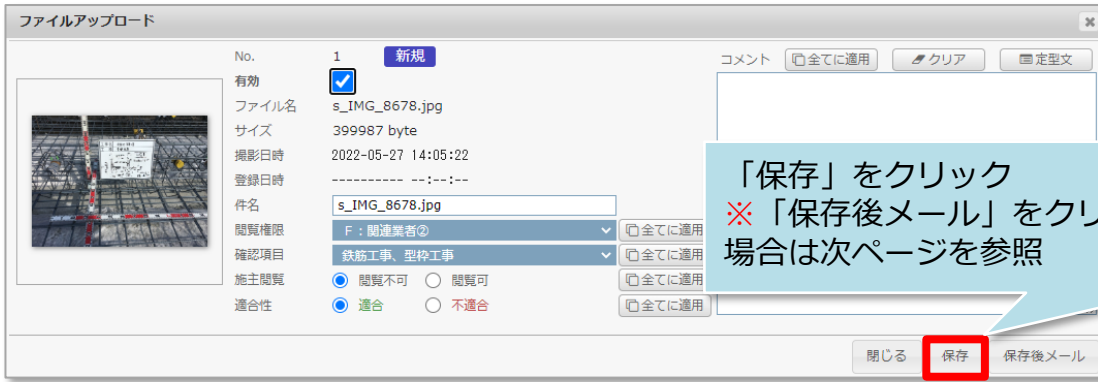 ファイルアップロード
No. 1 新規
有効
ファイル名 s_IMG_8678.jpg
サイズ 399987 byte
撮影日時 2022-05-27 14:05:22
登録日時 ---------- --:--:--
件名 s_IMG_8678.jpg
閲覧権限 F：関連業者② 全てに適用
確認項目 鉄筋工事、型枠工事 全てに適用
施主閲覧 閲覧不可 閲覧可 全てに適用
適合性 適合 不適合 全てに適用
コメント 全てに適用 クリア 定型文
「保存」をクリック
※「保存後メール」をクリ
場合は次ページを参照
閉じる 保存 保存後メール